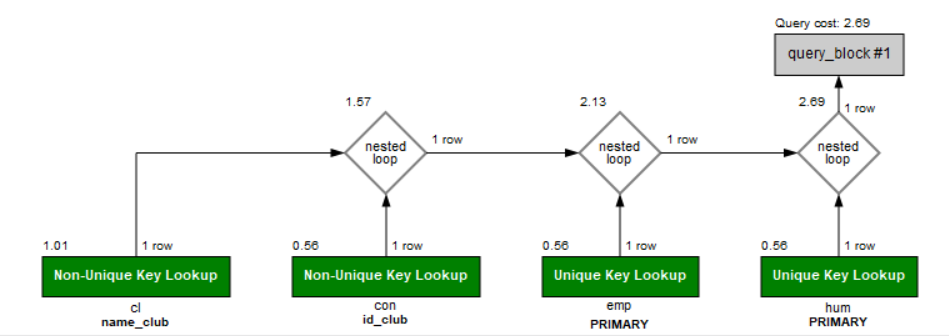 Query cost: 2.69
query_block #1
1.57
2.13
2.69
1 row
nested
loop
1 row
nested
loop
1 row
nested
loop
1.01
1 row
0.56
1 row
0.56
1 row
0.56
1 row
Non-Unique Key Lookup
Non-Unique Key Lookup
Unique Key Lookup
Unique Key Lookup
cl
name_club
con
id_club
emp
PRIMARY
hum
PRIMARY